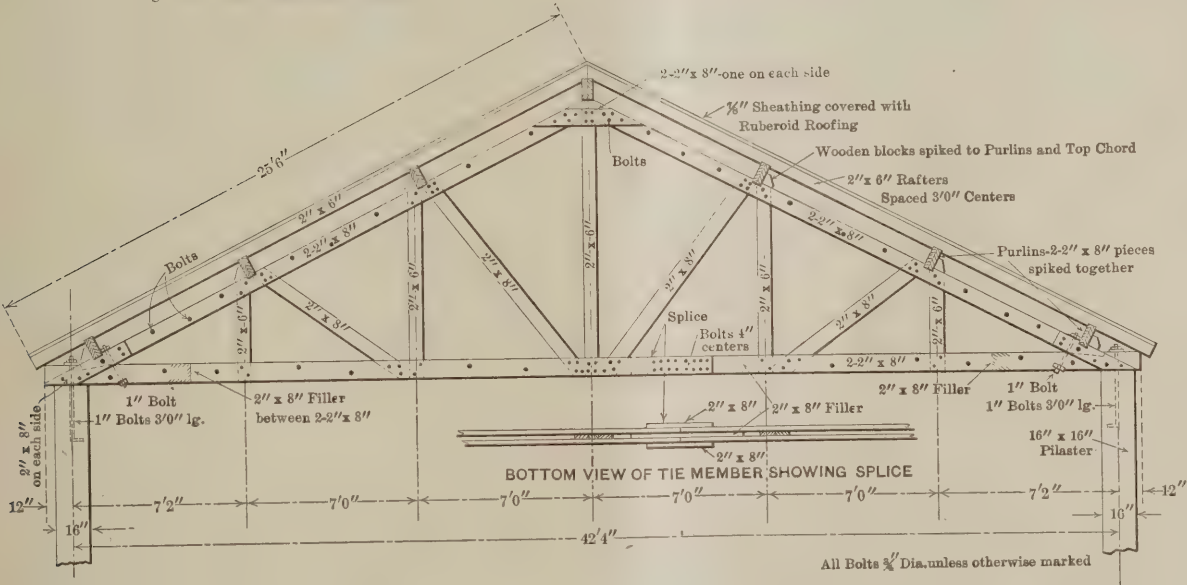 2-2"x 8"-one on each side
⅞" Sheathing covered with
Ruberoid Roofing
Wooden blocks spiked to Purlins and Top Chord
Bolts
2"x 6" Rafters
Spaced 3'0" Centers
25'6"
2" x 6"
2-2" x 8"
Bolts
2" x 6"
2" x 8"
2" x 6"
2" x 8"
2" x 6"
2" x 8"
2" x 6"
2-2" x 8"
2" x 8"
2" x 6"
Purlins-2-2" x 8" pieces
spiked together
Splice
Bolts 4"
centers
2-2" x 8"
1" Bolt
1" Bolts 3'0" lg.
2" x 8" Filler
between 2-2"x 8"
2" x 8"
on each side
2" x 8"
2" x 8" Filler
2" x 8" Filler
1" Bolt
1" Bolts 3'0" lg.
2" x 8"
16" x 16"
Pilaster
BOTTOM VIEW OF TIE MEMBER SHOWING SPLICE
12"
7'2"
7'0"
7'0"
7'0"
7'0"
7'2"
12"
16"
42'4"
16"
All Bolts ¾" Dia. unless otherwise marked